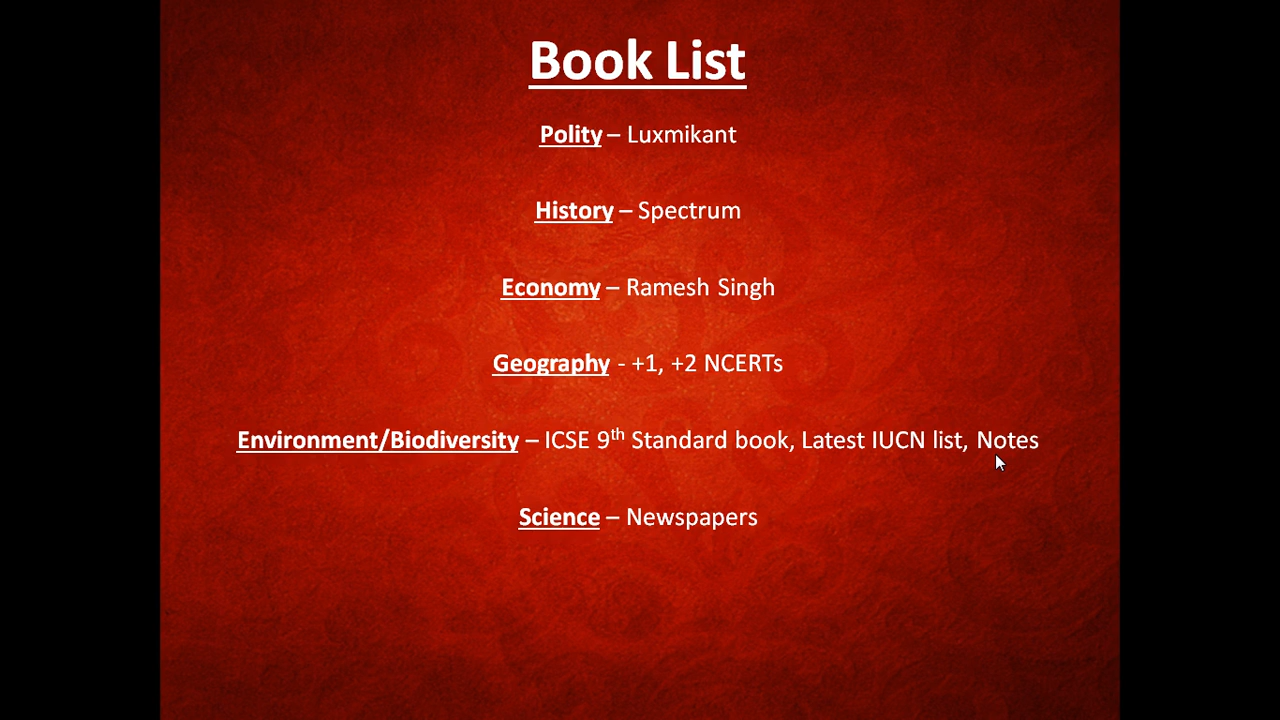 Book List
Polity – Luxmikant
History – Spectrum
Economy – Ramesh Singh
Geography - +1, +2 NCERTs
Environment/Biodiversity – ICSE 9th Standard book, Latest IUCN list, Notes
Science – Newspapers